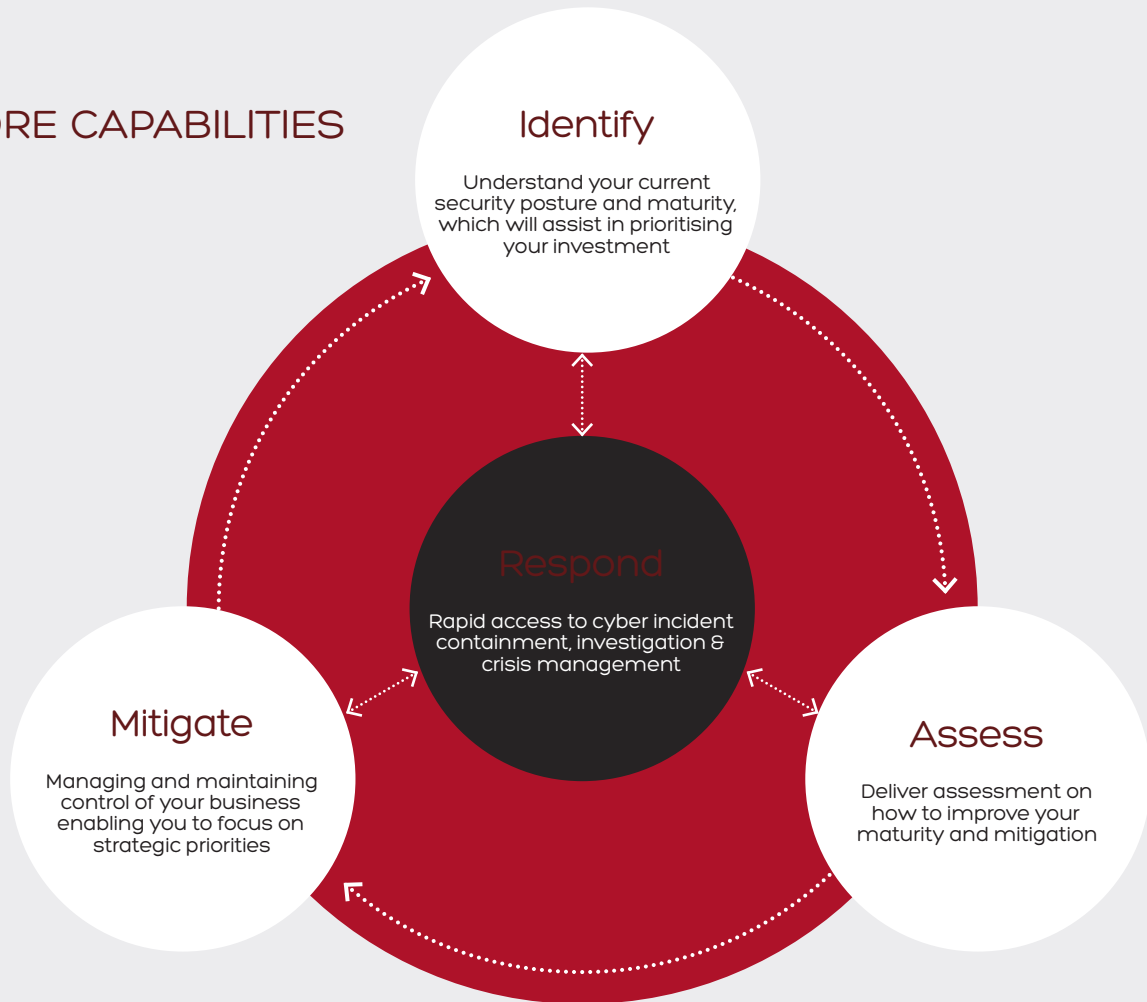 ORE CAPABILITIES
Identify
Understand your current
security posture and maturity,
which will assist in prioritising
your investment
Respond
Rapid access to cyber incident
containment, investigation &
crisis management
Mitigate
Managing and maintaining
control of your business
enabling you to focus on
strategic priorities
Assess
Deliver assessment on
how to improve your
maturity and mitigation